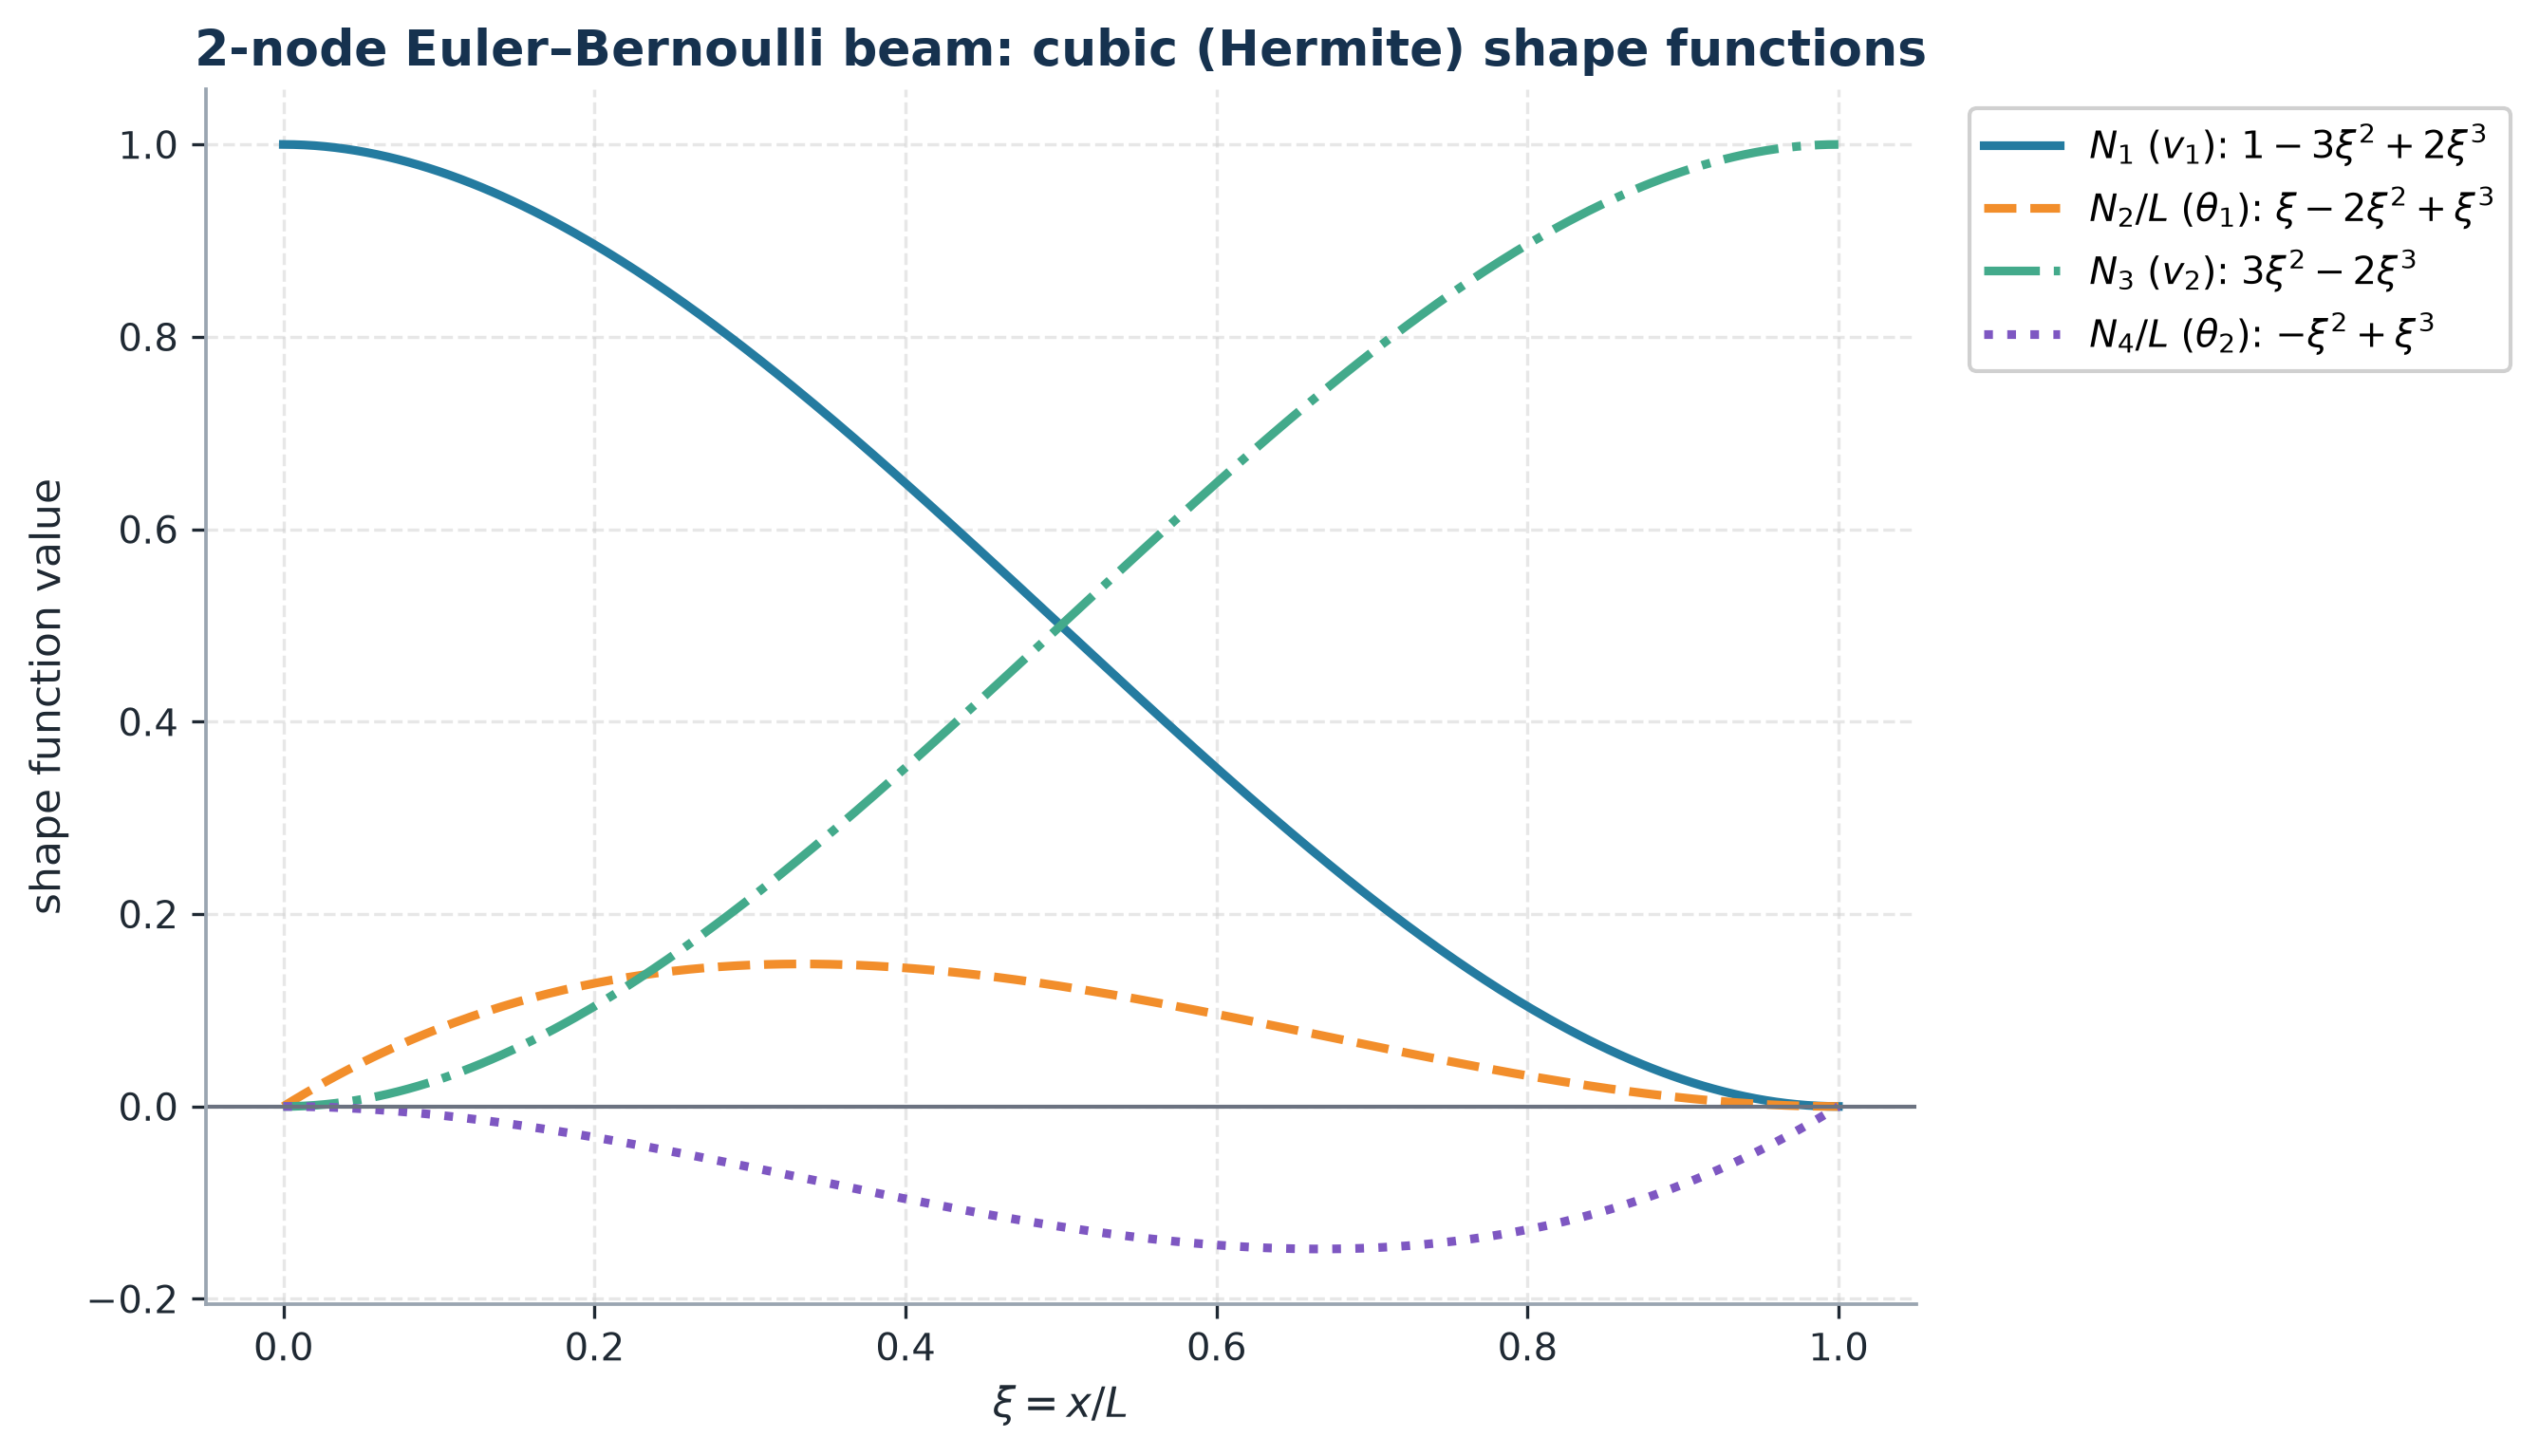 2-node Euler–Bernoulli beam: cubic (Hermite) shape functions
N₁ (v₁): 1 − 3ξ² + 2ξ³
N₂/L (θ₁): ξ − 2ξ² + ξ³
N₃ (v₂): 3ξ² − 2ξ³
N₄/L (θ₂): −ξ² + ξ³
shape function value
1.0
0.8
0.6
0.4
0.2
0.0
−0.2
0.0 0.2 0.4 0.6 0.8 1.0
ξ = x/L